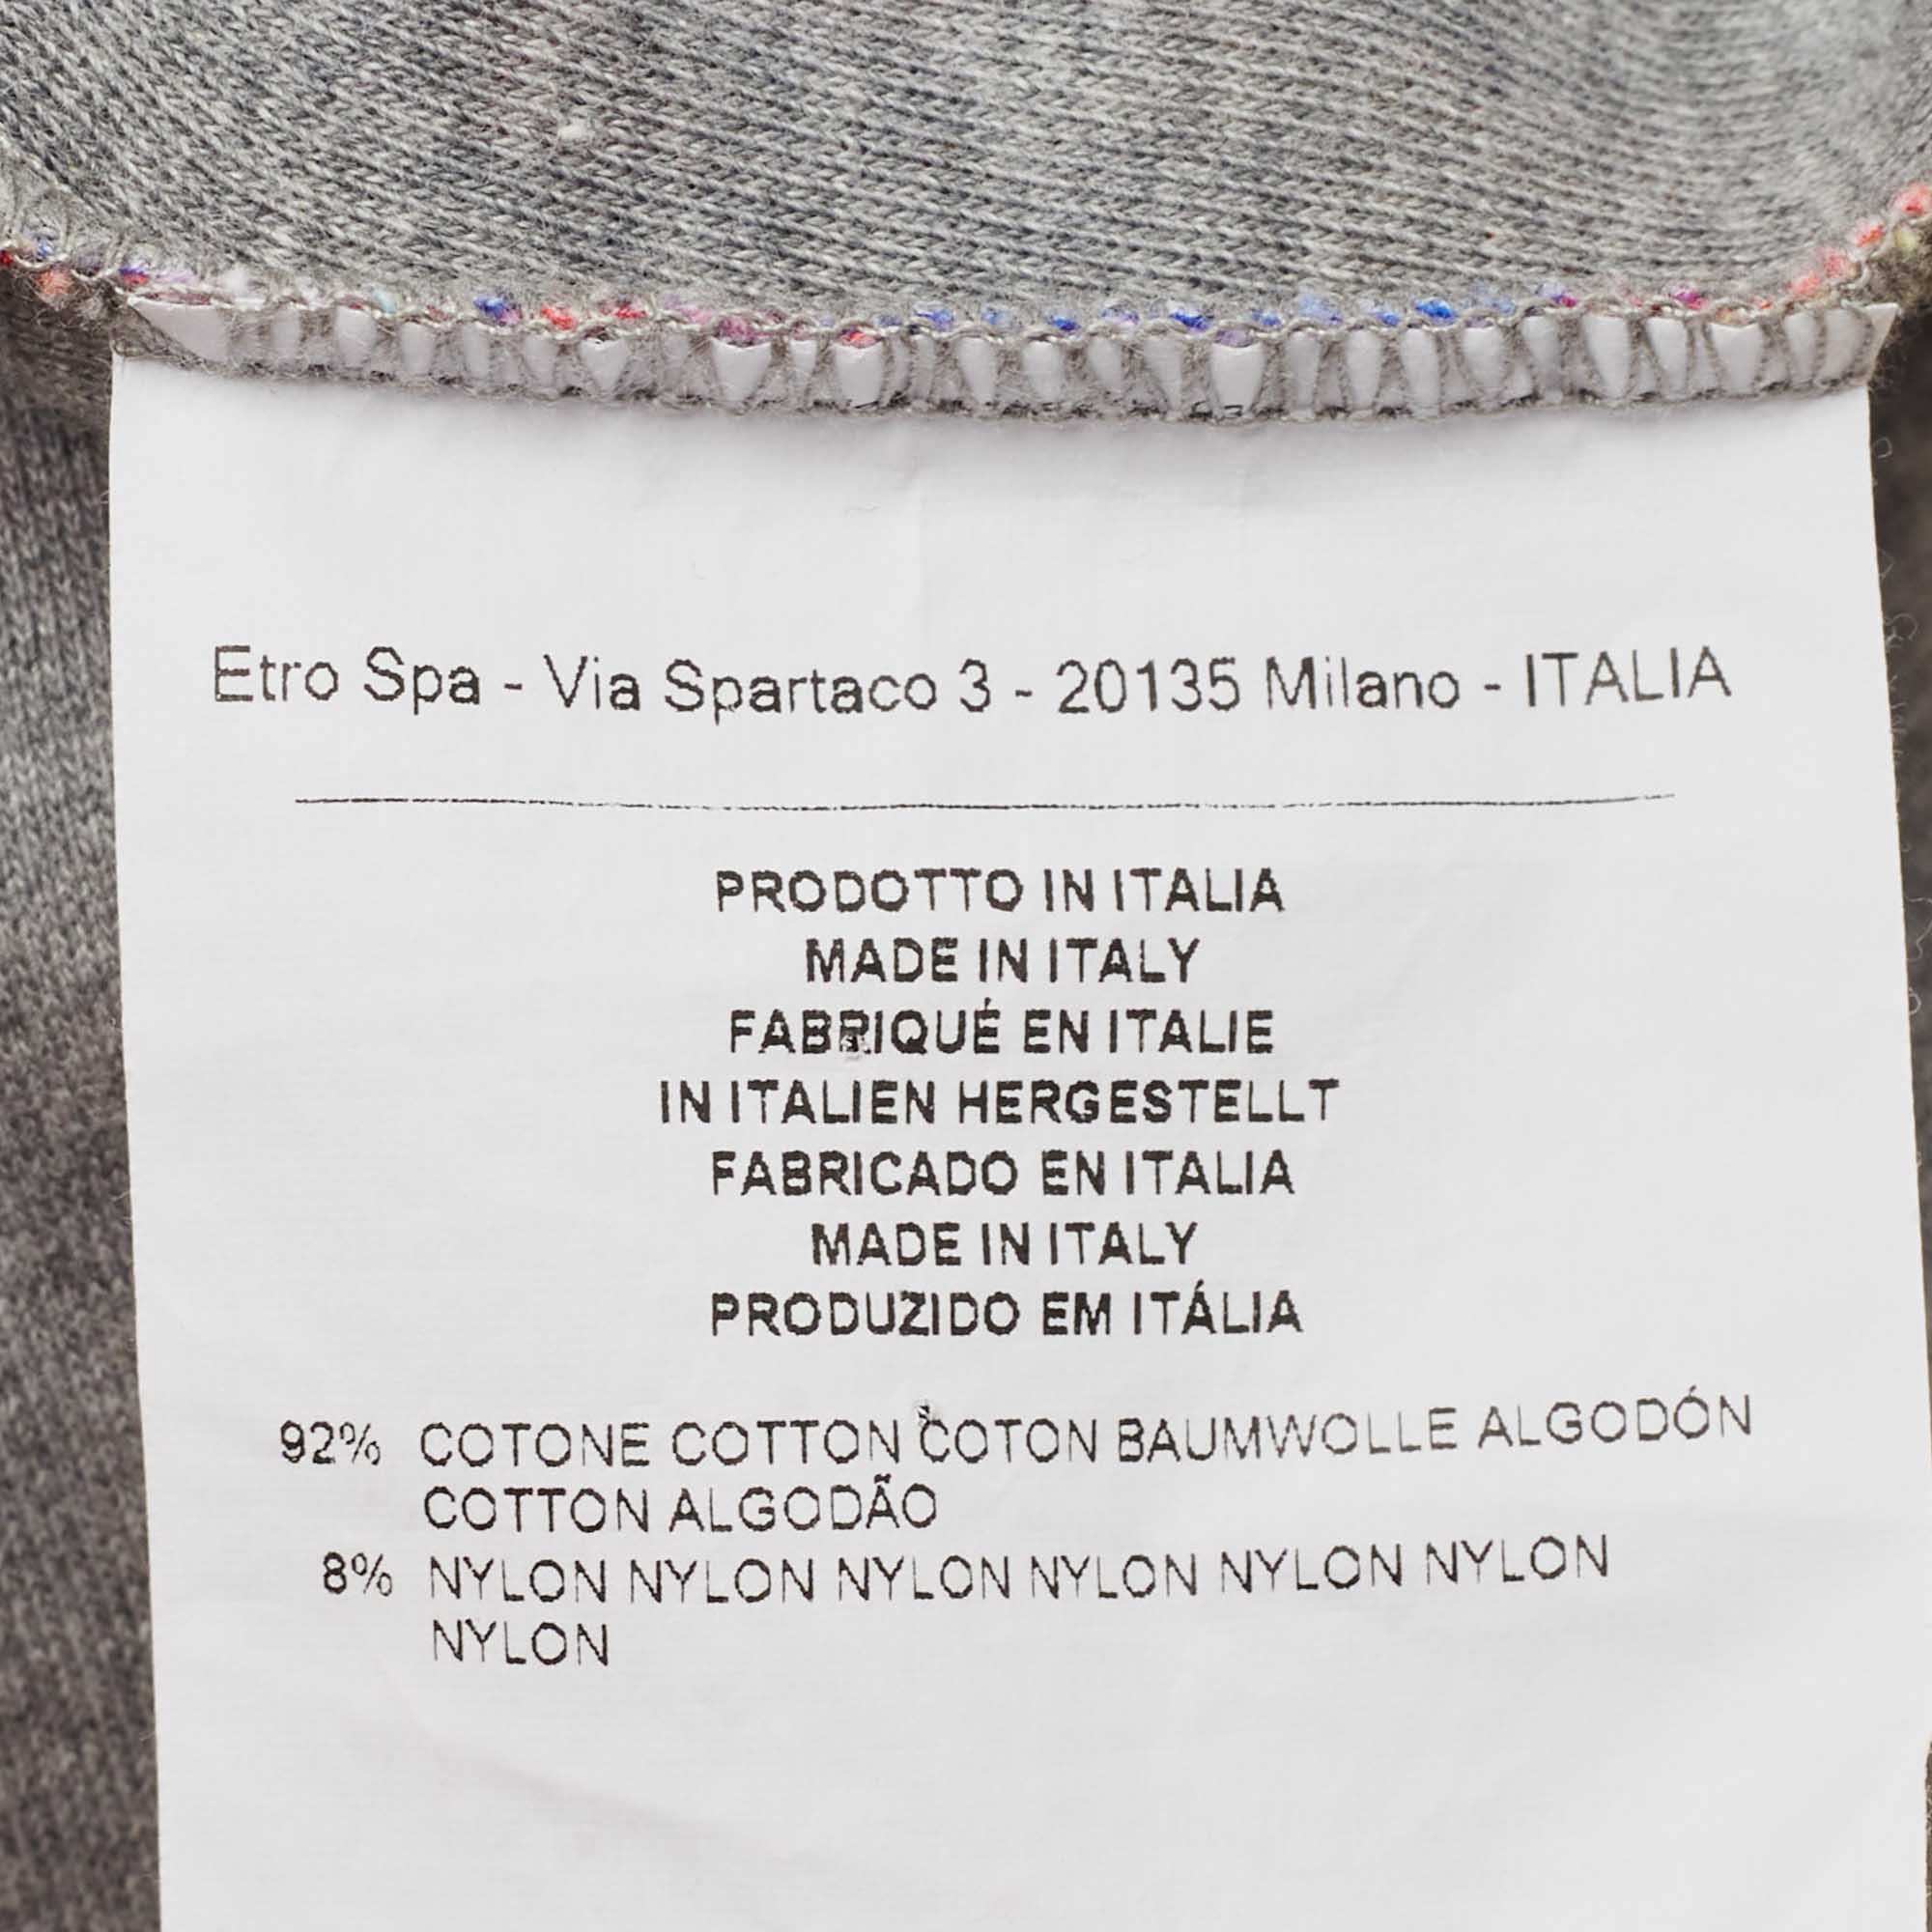 Etro Spa - Via Spartaco 3 - 20135 Milano - ITALIA
PRODOTTO IN ITALIA
MADE IN ITALY
FABRIQUÉ EN ITALIE
IN ITALIEN HERGESTELLT
FABRICADO EN ITALIA
MADE IN ITALY
PRODUZIDO EM ITÁLIA
92% COTONE COTTON COTON BAUMWOLLE ALGODÓN
COTTON ALGODÃO
8% NYLON NYLON NYLON NYLON NYLON NYLON
NYLON